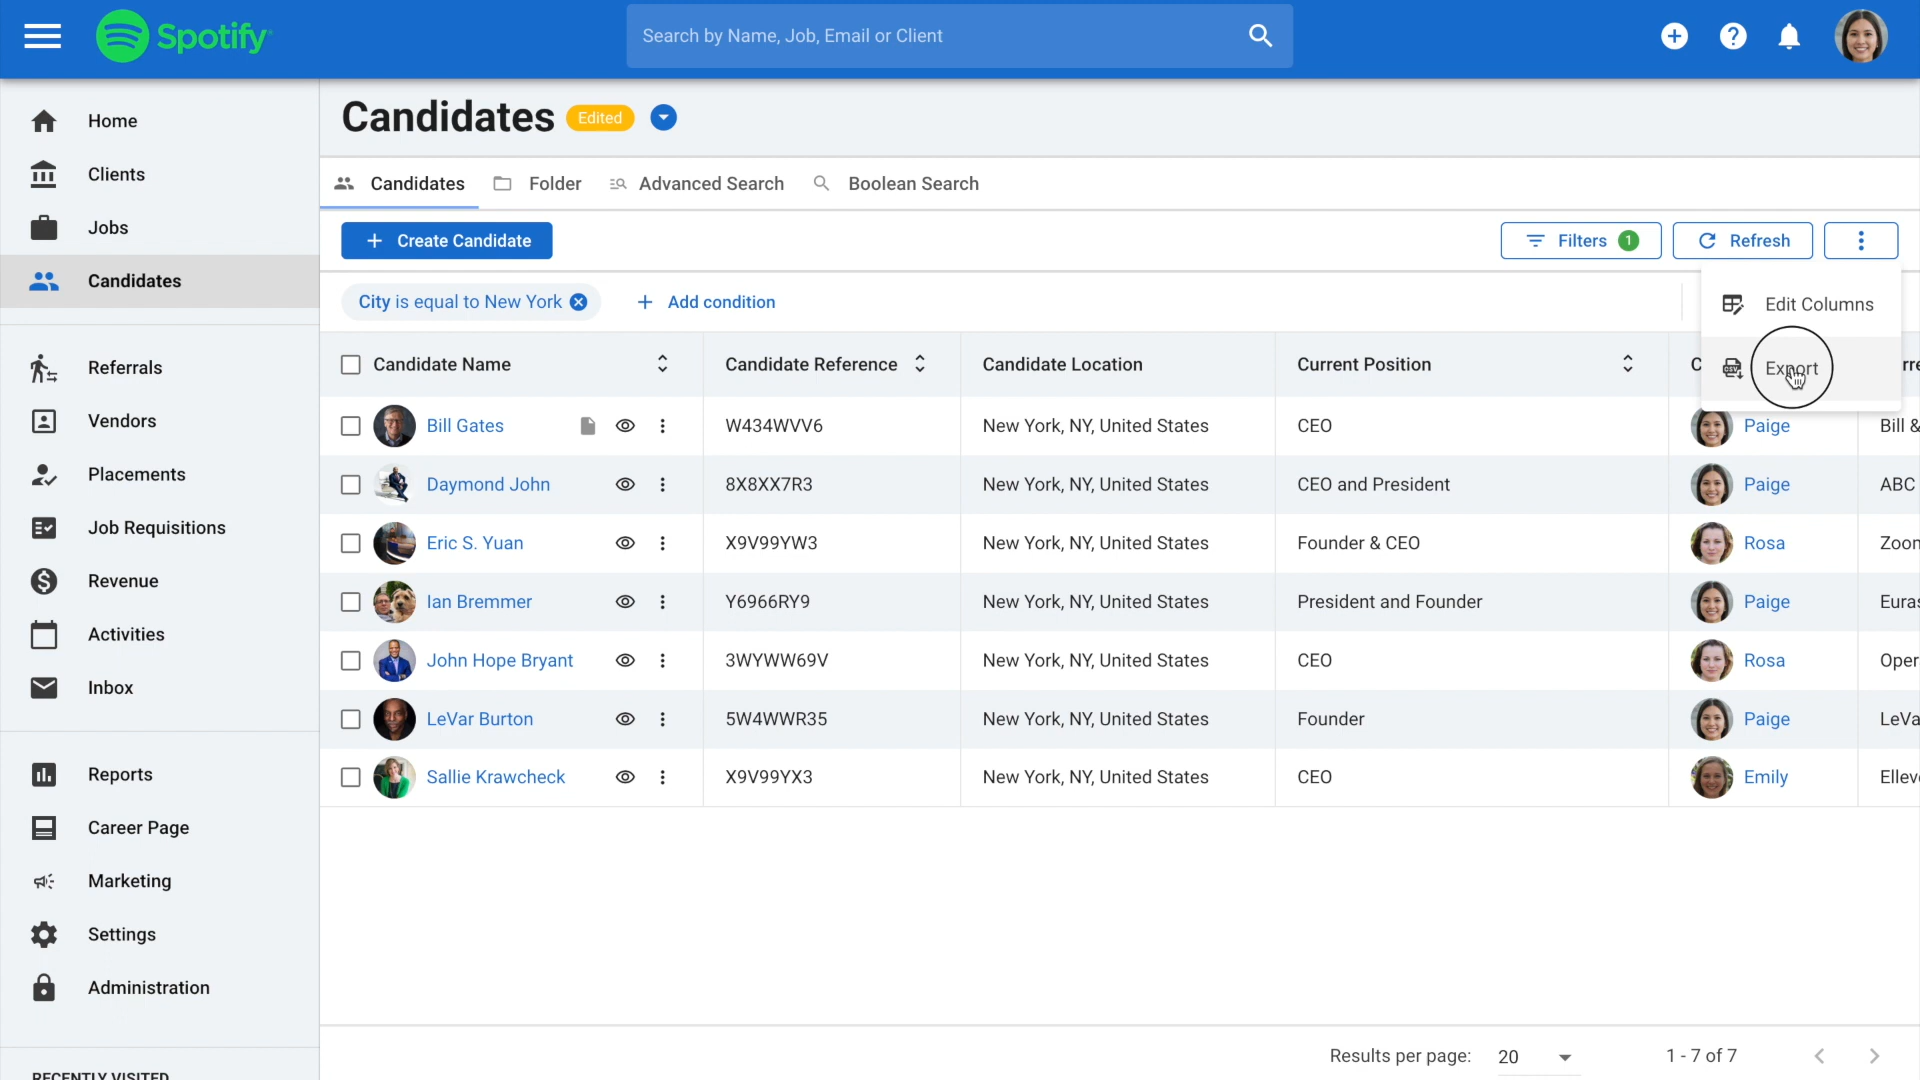 Spotify
Search by Name, Job, Email or Client
Home
Clients
Jobs
Candidates
Referrals
Vendors
Placements
Job Requisitions
Revenue
Activities
Inbox
Reports
Career Page
Marketing
Settings
Administration
RECENTLY VISITED
Candidates Edited
Candidates Folder Advanced Search Boolean Search
+ Create Candidate Filters 1 Refresh
City is equal to New York + Add condition
Edit Columns
Export
CSV
Candidate Name Candidate Reference Candidate Location Current Position
Bill Gates W434WVV6 New York, NY, United States CEO Paige Bill &
Daymond John 8X8XX7R3 New York, NY, United States CEO and President Paige ABC
Eric S. Yuan X9V99YW3 New York, NY, United States Founder & CEO Rosa Zoom
Ian Bremmer Y6966RY9 New York, NY, United States President and Founder Paige Euras
John Hope Bryant 3WYWW69V New York, NY, United States CEO Rosa Oper
LeVar Burton 5W4WWR35 New York, NY, United States Founder Paige LeVa
Sallie Krawcheck X9V99YX3 New York, NY, United States CEO Emily Ellev
Results per page: 20 1 - 7 of 7